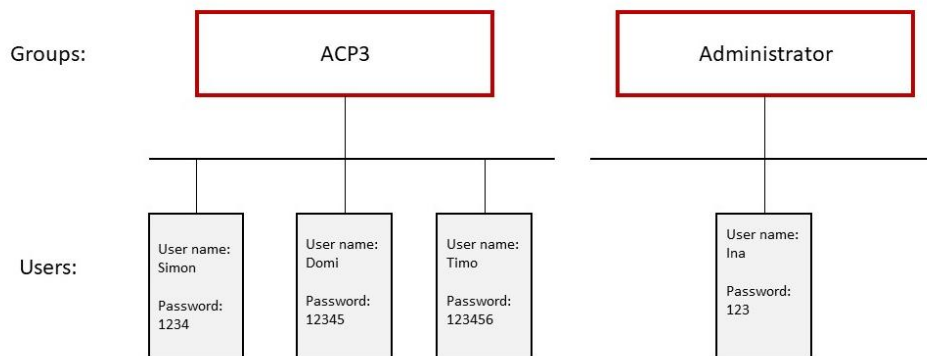 Groups:
ACP3
Administrator
Users:
User name:
Simon
Password:
1234
User name:
Domi
Password:
12345
User name:
Timo
Password:
123456
User name:
Ina
Password:
123